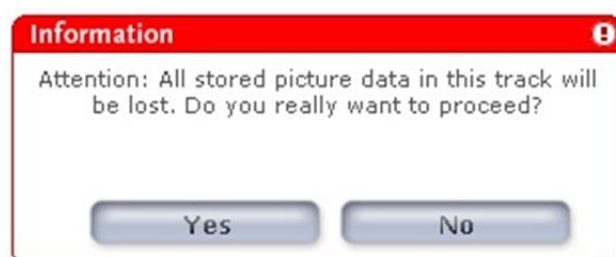 Information
Attention: All stored picture data in this track will
be lost. Do you really want to proceed?
Yes
No